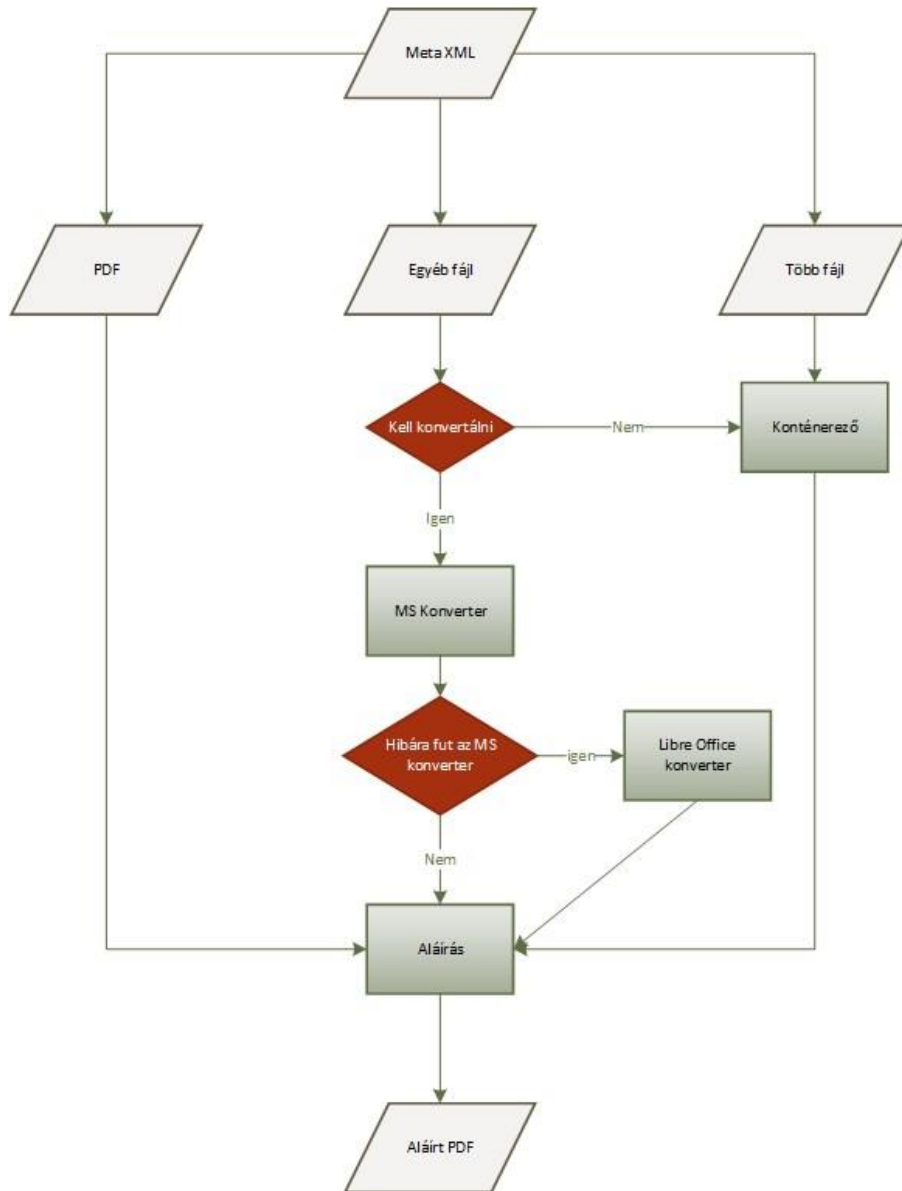 Meta XML
PDF
Egyéb fájl
Több fájl
Kell konvertálni
Nem
Konténerező
Igen
MS Konverter
Hibára fut az MS
konverter
igen
Libre Office
konverter
Nem
Aláírás
Aláírt PDF